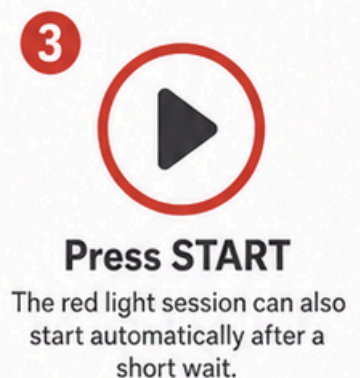 3
Press START
The red light session can also
start automatically after a
short wait.